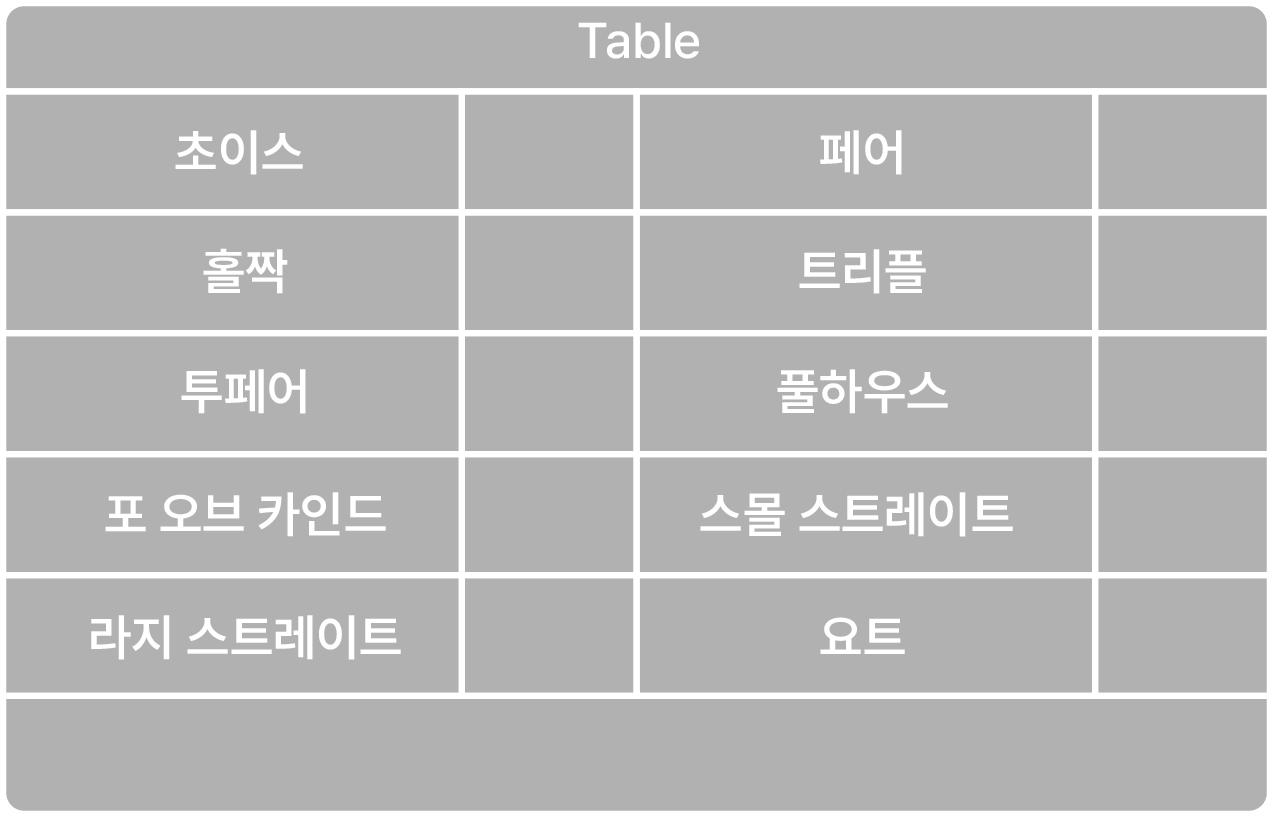 Table
초이스
페어
홀짝
트리플
투페어
풀하우스
포 오브 카인드
스몰 스트레이트
라지 스트레이트
요트